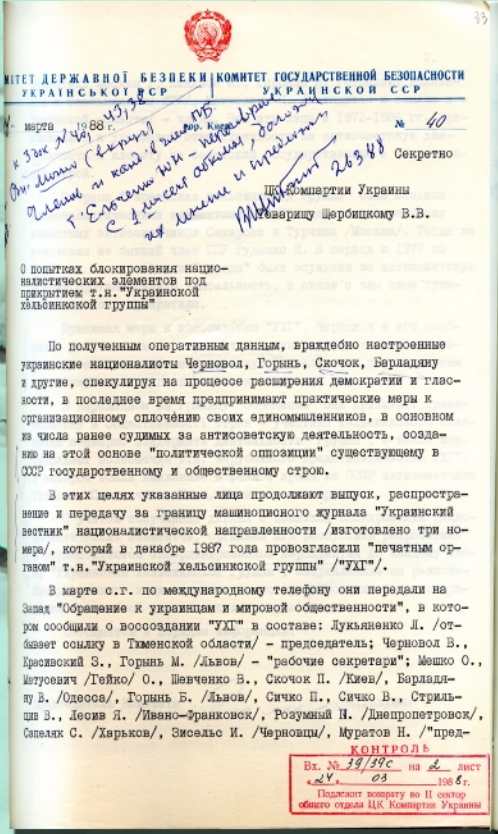 33
КОМІТЕТ ДЕРЖАВНОЇ БЕЗПЕКИ
УКРАЇНСЬКОЇ РСР
КОМИТЕТ ГОСУДАРСТВЕННОЙ БЕЗОПАСНОСТИ
УКРАИНСКОЙ ССР
марта 1988 г. гор.
№ 40
Секретно
ЦК Компартии Украины
товарищу Щербицкому В.В.
26388
О попытках блокирования нацио-
налистических элементов под
прикрытием т.н."Украинской
хельсинкской группы"
По полученным оперативным данным, враждебно настроенные
украинские националисты Черновол, Горынь, Скочок, Барладяну
и другие, спекулируя на процессе расширения демократии иглас-
ности, в последнее время предпринимают практические меры к
организационному сплочению своих единомышленников, в основном
из числа ранее судимых за антисоветскую деятельность, созда-
нию на этой основе "политической оппозиции" существующему в
СССР государственному и общественному строю.
В этих целях указанные лица продолжают выпуск, распростра-
нение и передачу за границу машинописного журнала "Украинский
вестник" националистической направленности /изготовлено три но-
мера/, который в декабре 1987 года провозгласили "печатным ор-
ганом" т.н."Украинской хельсинкской группы" /"УХГ"/.
В марте с.г. по международному телефону они передали на
Запад "Обращение к украинцам и мировой общественности", в кото-
ром сообщили о воссоздании "УХГ" в составе: Лукьяненко Л. /от-
бывает ссылку в Тюменской области/ - председатель; Черновол В.,
Красивский З., Горынь М. /Львов/ - "рабочие секретари"; Мешко О.,
Матусевич /Гейко/ О., Шевченко В., Скочок П. /Киев/, Барладя-
ну В. /Одесса/, Горынь Б. /Львов/, Сичко П., Сичко В., Стриль-
цив В., Лесив Я. /Ивано-Франковск/, Розумный П. /Днепропетровск/,
Сапеляк С. /Харьков/, Зисельс И. /Черновцы/, Муратов Н. /"пред-
КОНТРОЛЬ
Вх. № 39/39с на 2 лист
«24» 03 1988 г.
Подлежит возврату во II сектор
общего отдела ЦК Компартии Украины